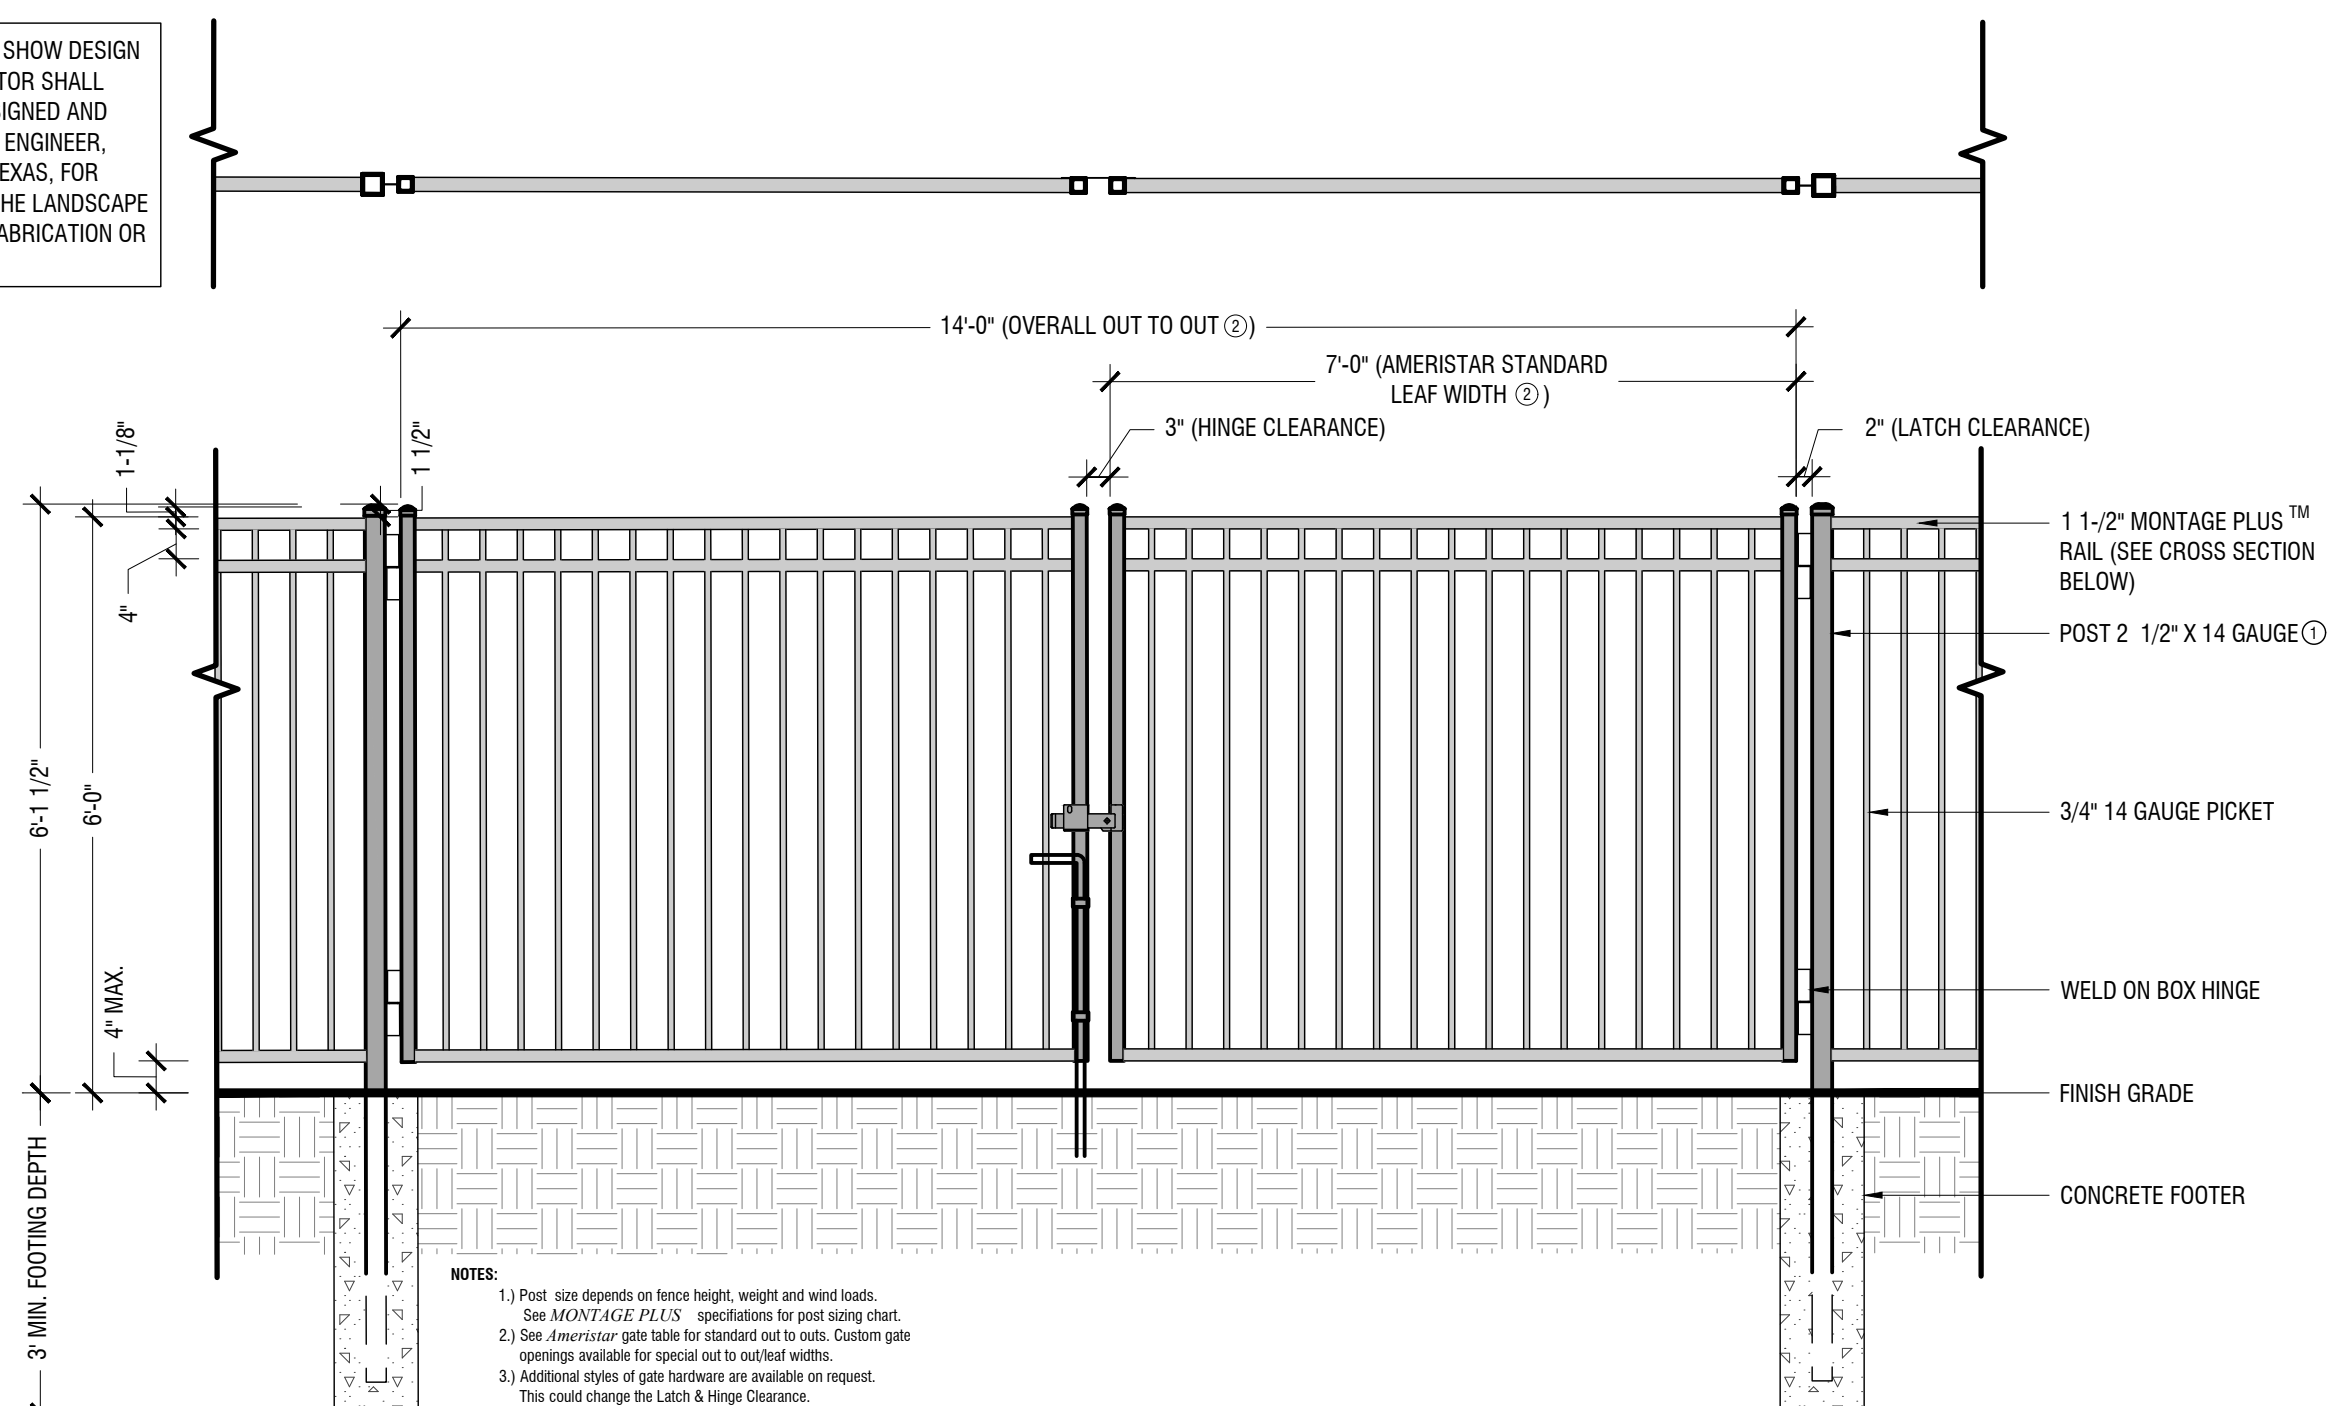 SHOW DESIGN
TOR SHALL
SIGNED AND
ENGINEER,
EXAS, FOR
HE LANDSCAPE
ABRICATION OR
14'-0" (OVERALL OUT TO OUT ②)
7'-0" (AMERISTAR STANDARD
LEAF WIDTH ②)
3" (HINGE CLEARANCE)
2" (LATCH CLEARANCE)
1-1/8"
1 1/2"
4"
6'-1 1/2"
6'-0"
4" MAX.
3' MIN. FOOTING DEPTH
1 1-/2" MONTAGE PLUS TM
RAIL (SEE CROSS SECTION
BELOW)
POST 2 1/2" X 14 GAUGE ①
3/4" 14 GAUGE PICKET
WELD ON BOX HINGE
FINISH GRADE
CONCRETE FOOTER
NOTES:
1.) Post size depends on fence height, weight and wind loads.
See MONTAGE PLUS specifiations for post sizing chart.
2.) See Ameristar gate table for standard out to outs. Custom gate
openings available for special out to out/leaf widths.
3.) Additional styles of gate hardware are available on request.
This could change the Latch & Hinge Clearance.